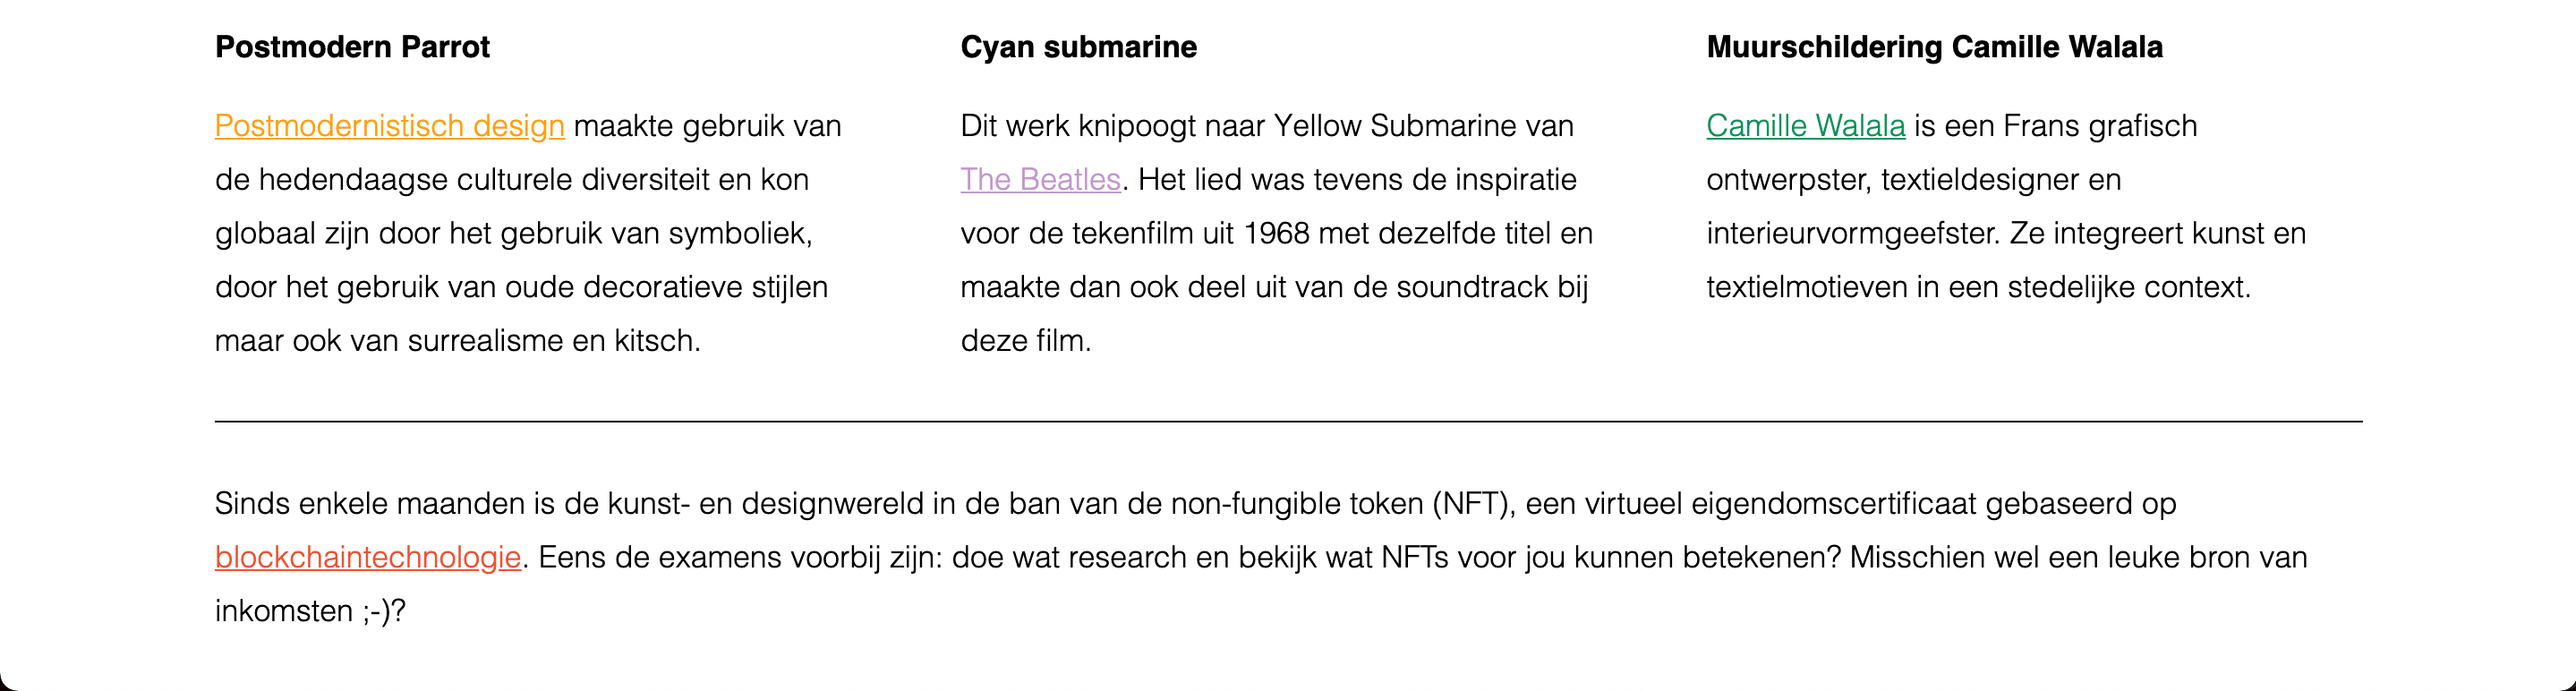 Postmodern Parrot
Postmodernistisch design maakte gebruik van
de hedendaagse culturele diversiteit en kon
globaal zijn door het gebruik van symboliek,
door het gebruik van oude decoratieve stijlen
maar ook van surrealisme en kitsch.
Cyan submarine
Dit werk knipoogt naar Yellow Submarine van
The Beatles. Het lied was tevens de inspiratie
voor de tekenfilm uit 1968 met dezelfde titel en
maakte dan ook deel uit van de soundtrack bij
deze film.
Muurschildering Camille Walala
Camille Walala is een Frans grafisch
ontwerpster, textieldesigner en
interieurvormgeefster. Ze integreert kunst en
textielmotieven in een stedelijke context.
Sinds enkele maanden is de kunst- en designwereld in de ban van de non-fungible token (NFT), een virtueel eigendomscertificaat gebaseerd op
blockchaintechnologie. Eens de examens voorbij zijn: doe wat research en bekijk wat NFTs voor jou kunnen betekenen? Misschien wel een leuke bron van
inkomsten ;-)?